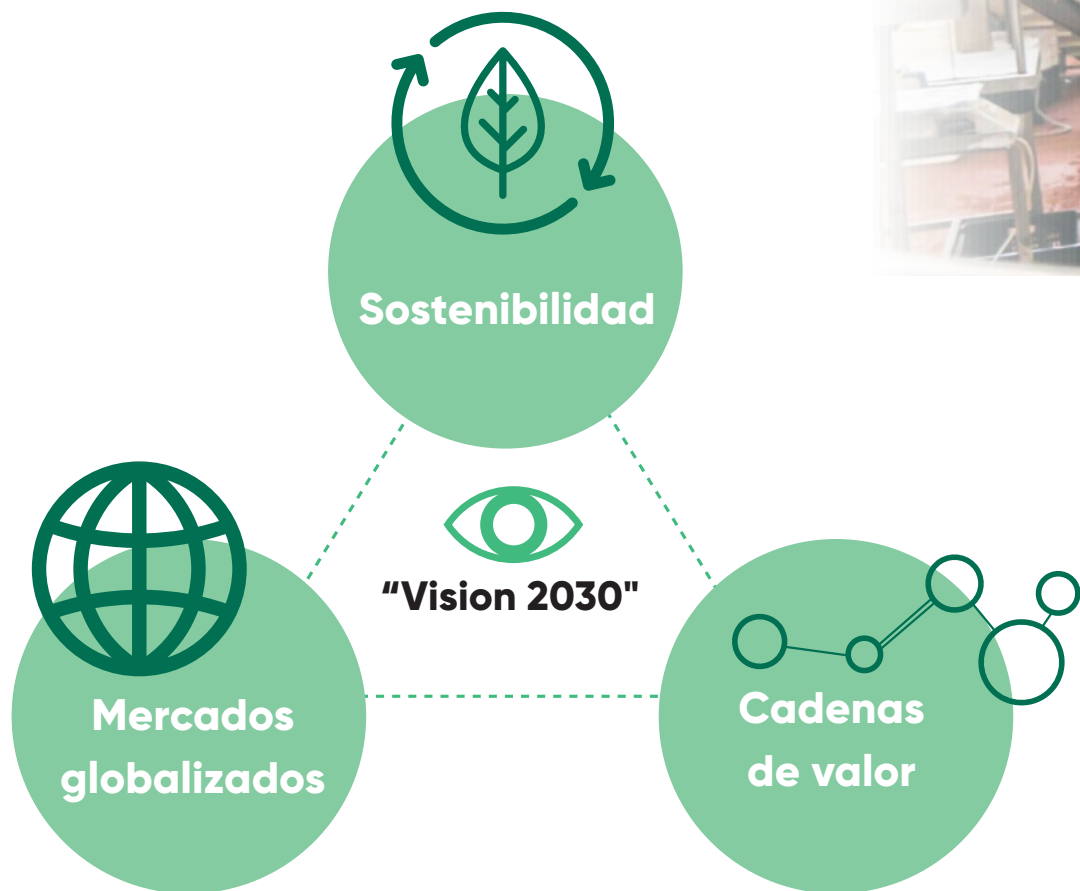 Sostenibilidad
“Vision 2030"
Mercados
globalizados
Cadenas
de valor